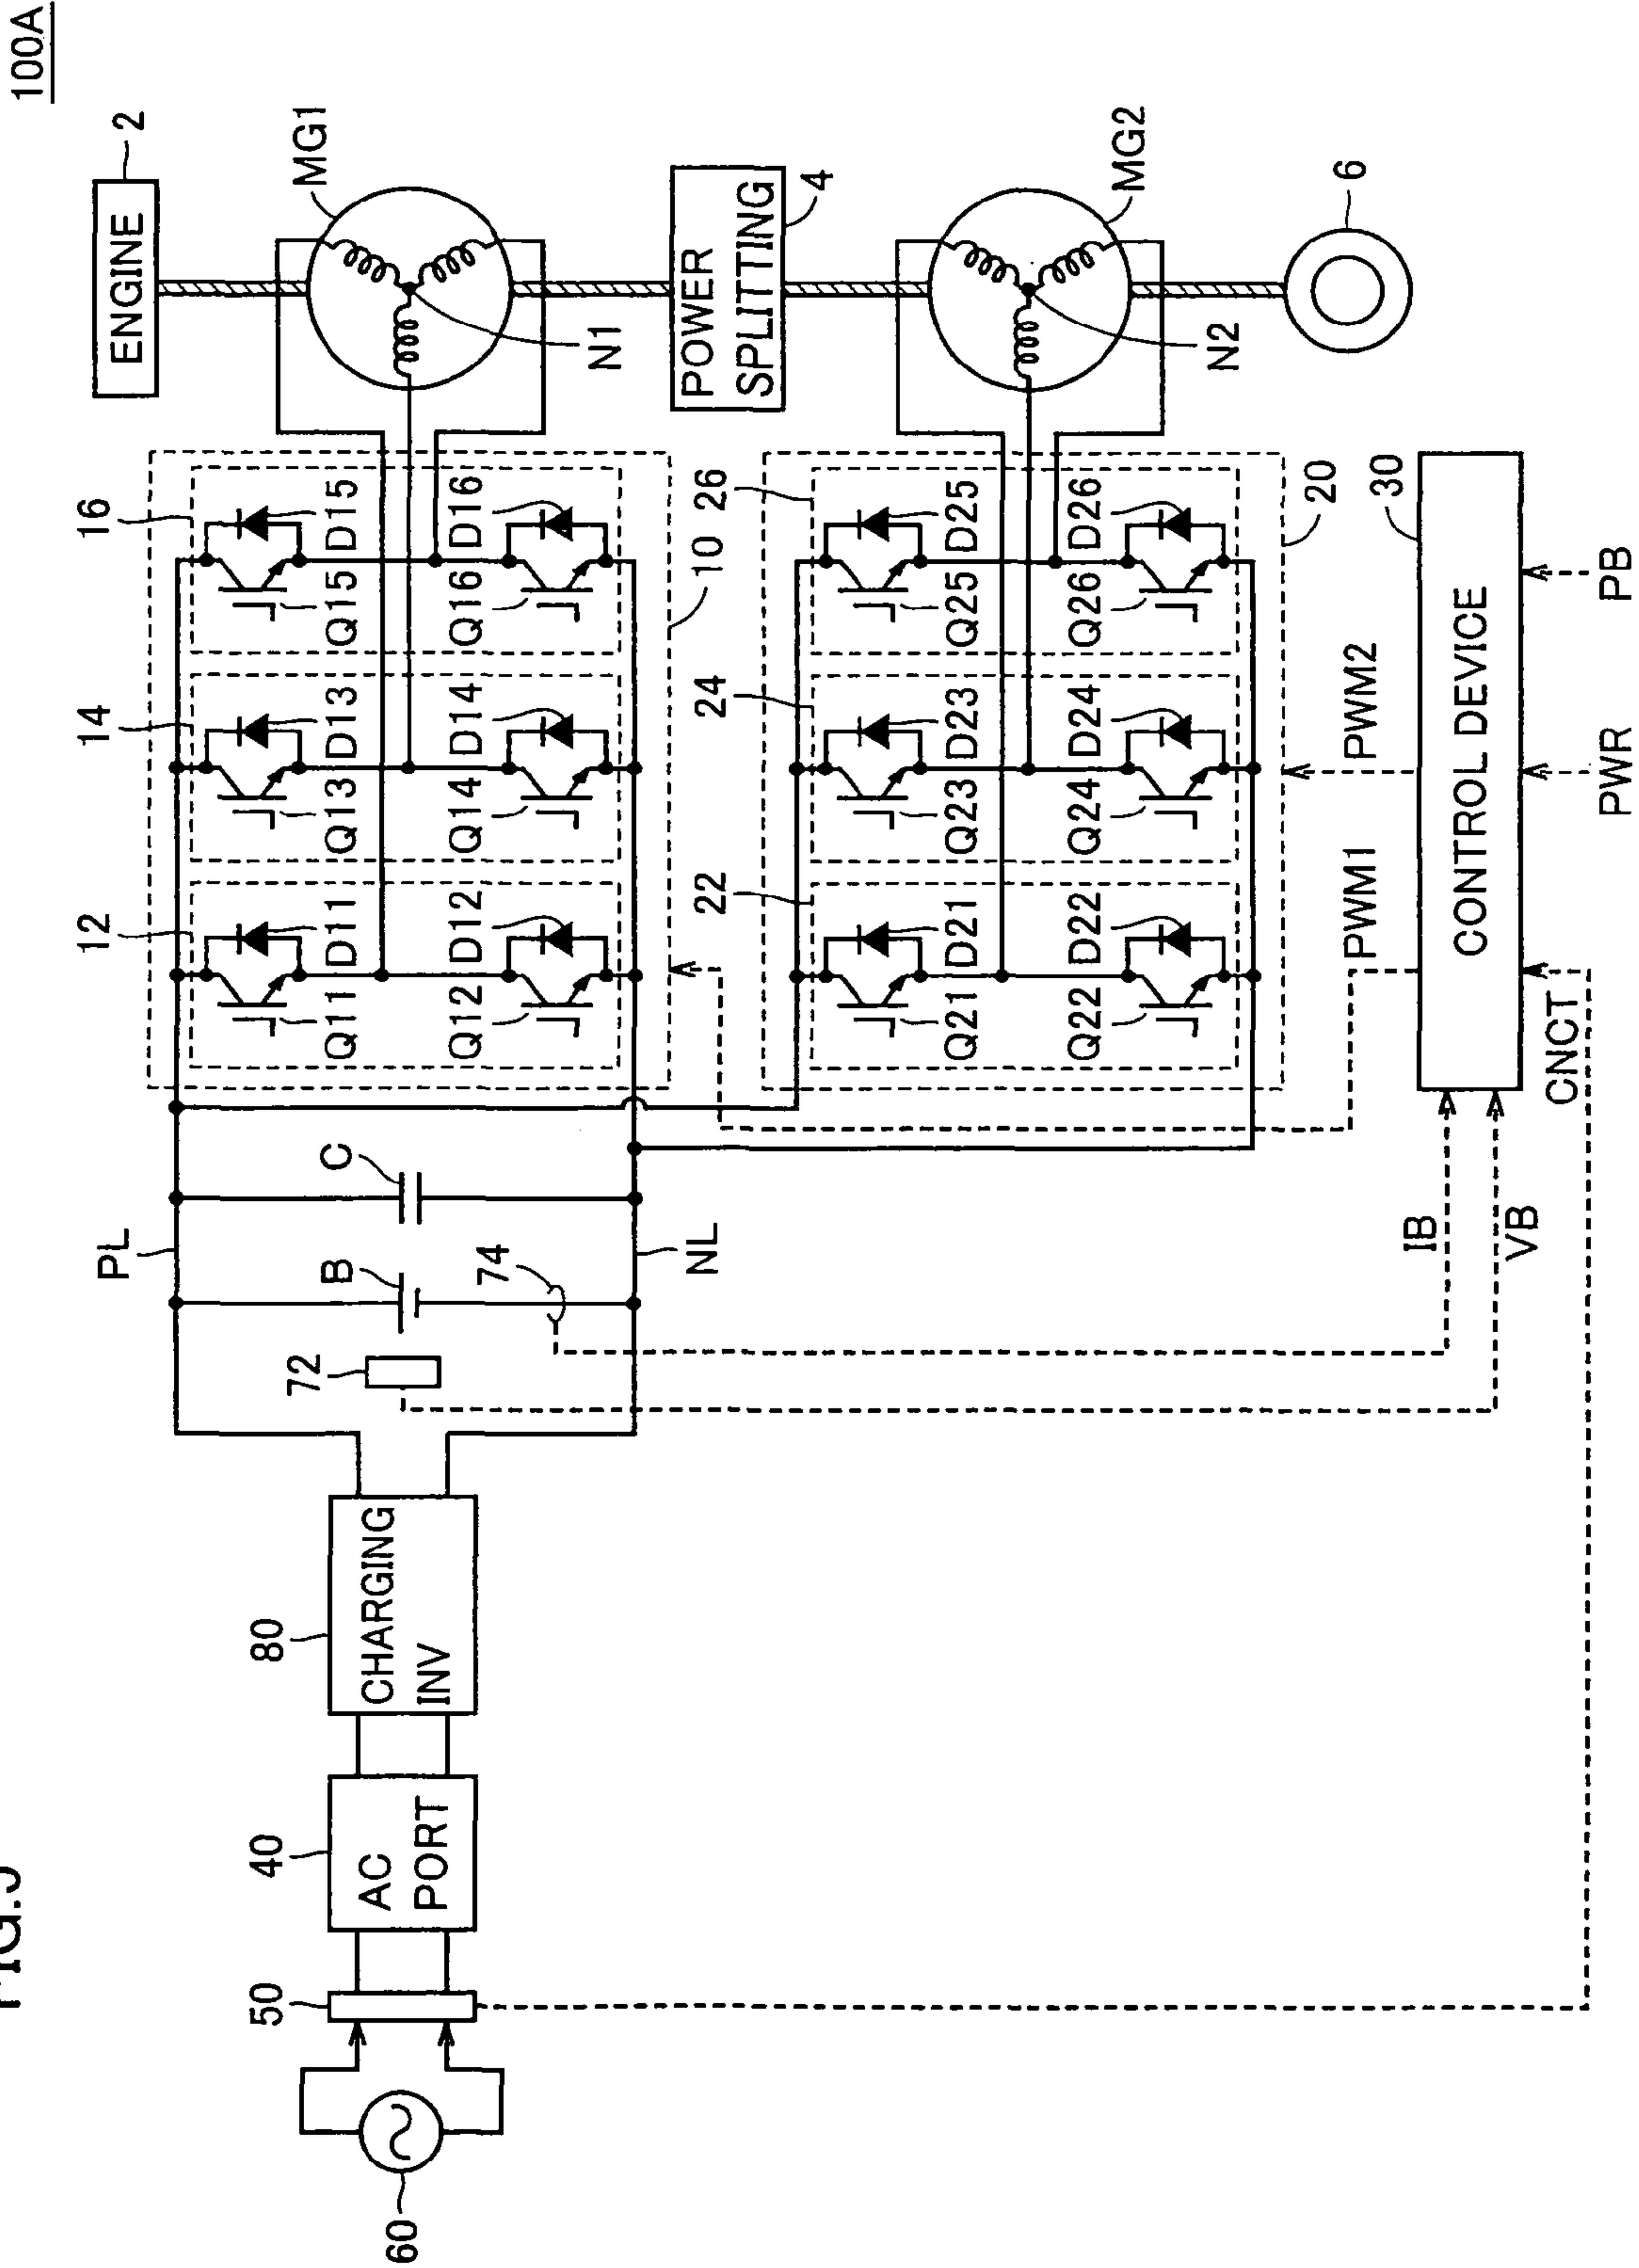 FIG.5
100A
ENGINE
2
MG1
N1
POWER
SPLITTING
4
MG2
N2
6
16
14
12
10
D15
Q15
D16
Q16
D13
Q13
D14
Q14
D11
Q11
D12
Q12
26
24
22
20
D25
Q25
D26
Q26
D23
Q23
D24
Q24
D21
Q21
D22
Q22
PL
NL
C
B
74
72
80
CHARGING
INV
40
AC
PORT
50
60
30
CONTROL DEVICE
PWM1
PWM2
PB
PWR
CNCT
IB
VB